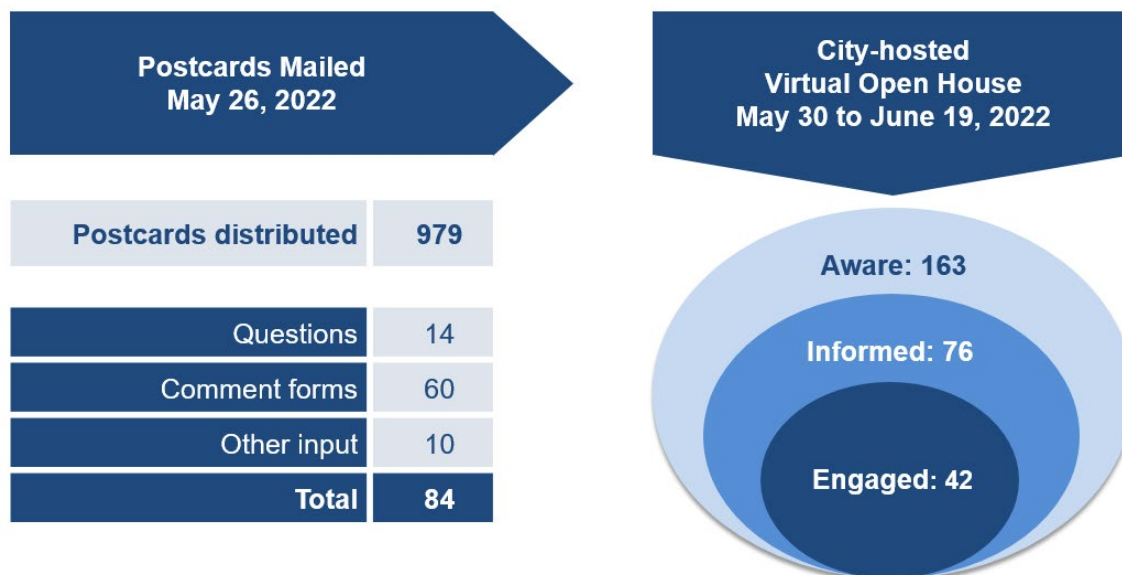 Postcards Mailed
May 26, 2022
City-hosted
Virtual Open House
May 30 to June 19, 2022
Postcards distributed 979
Questions 14
Comment forms 60
Other input 10
Total 84
Aware: 163
Informed: 76
Engaged: 42